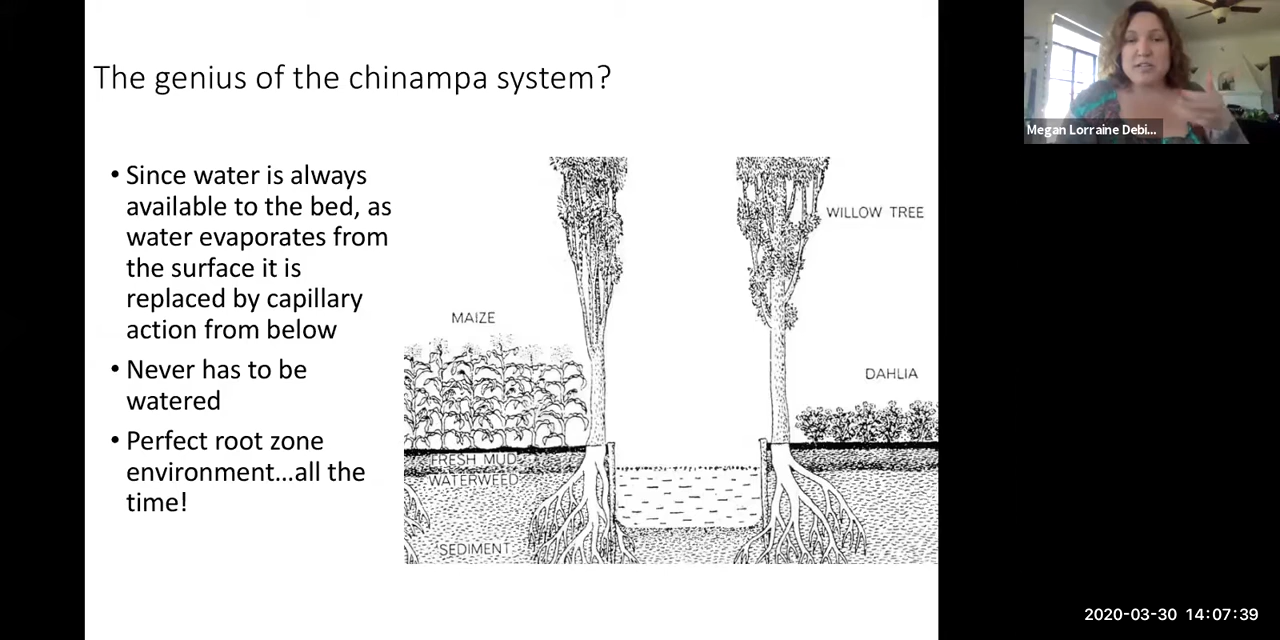 The genius of the chinampa system?
• Since water is always
available to the bed, as
water evaporates from
the surface it is
replaced by capillary
action from below
• Never has to be
watered
• Perfect root zone
environment...all the
time!
WILLOW TREE
MAIZE
DAHLIA
FRESH MUD
WATERWEED
SEDIMENT
Megan Lorraine Debi...
2020-03-30 14:07:39